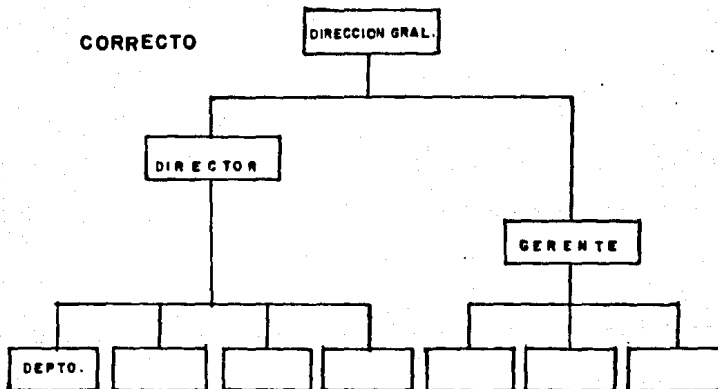 CORRECTO
DIRECCION GRAL.
DIRECTOR
GERENTE
DEPTO.